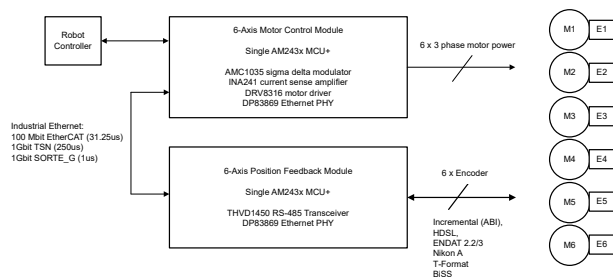 Robot
Controller
6-Axis Motor Control Module
Single AM243x MCU+
AMC1035 sigma delta modulator
INA241 current sense amplifier
DRV8316 motor driver
DP83869 Ethernet PHY
6 x 3 phase motor power
Industrial Ethernet:
100 Mbit EtherCAT (31.25us)
1Gbit TSN (250us)
1Gbit SORTE_G (1us)
6-Axis Position Feedback Module
Single AM243x MCU+
THVD1450 RS-485 Transceiver
DP83869 Ethernet PHY
6 x Encoder
Incremental (ABI),
HDSL,
ENDAT 2.2/3
Nikon A
T-Format
BiSS
M1 E1
M2 E2
M3 E3
M4 E4
M5 E5
M6 E6